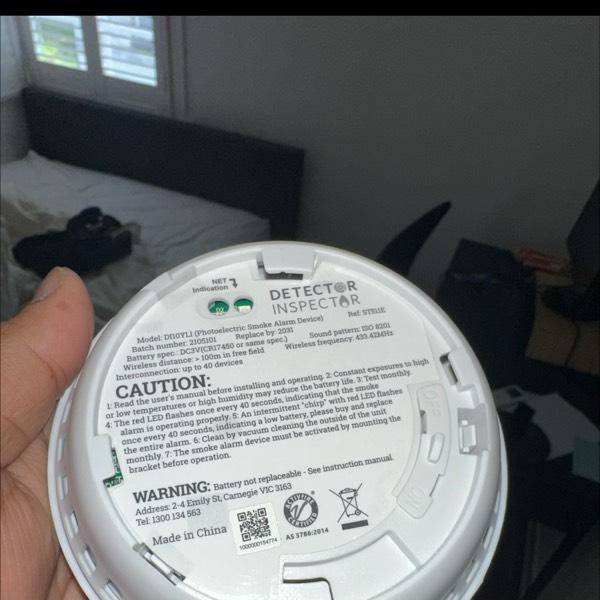 NET
Indication
D2
DETECTOR
INSPECTOR
Model: DI10YLI (Photoelectric Smoke Alarm Device) Ref: STE11E
Batch number: 2105101 Replace by: 2031
Battery spec.: DC3V(CR17450 or same spec.) Sound pattern: ISO 8201
Wireless distance: > 100m in free field Wireless frequency: 433.42MHz
Interconnection: up to 40 devices
CAUTION:
1: Read the user's manual before installing and operating. 2: Constant exposures to high
or low temperatures or high humidity may reduce the battery life. 3: Test monthly.
4: The red LED flashes once every 40 seconds, indicating that the smoke
alarm is operating properly. 5: An intermittent "chirp" with red LED flashes
once every 40 seconds, indicating a low battery, please buy and replace
the entire alarm. 6: Clean by vacuum cleaning the outside of the unit
monthly. 7: The smoke alarm device must be activated by mounting the
bracket before operation.
WARNING: Battery not replaceable - See instruction manual.
Address: 2-4 Emily St, Carnegie VIC 3163
Tel: 1300 134 563
Made in China
1000000154774
ACTIVFIRE
CERTIFIED
AS 3786:2014
OFF